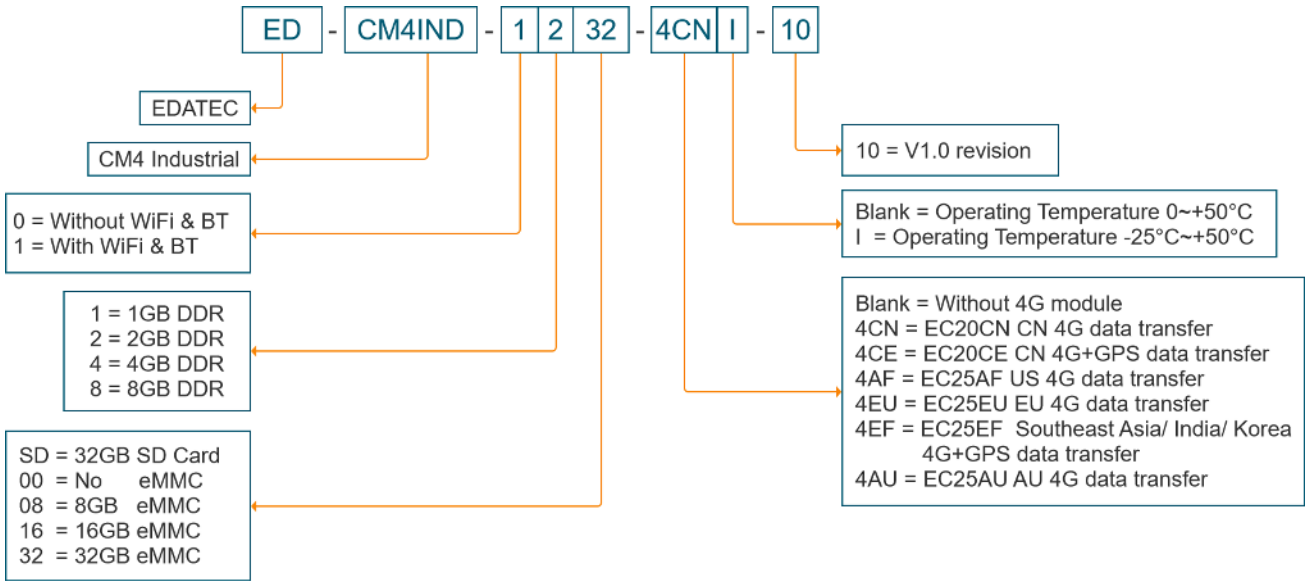 ED - CM4IND - 1 2 32 - 4CN I - 10
EDATEC
CM4 Industrial
0 = Without WiFi & BT
1 = With WiFi & BT
1 = 1GB DDR
2 = 2GB DDR
4 = 4GB DDR
8 = 8GB DDR
SD = 32GB SD Card
00 = No eMMC
08 = 8GB eMMC
16 = 16GB eMMC
32 = 32GB eMMC
10 = V1.0 revision
Blank = Operating Temperature 0~+50°C
I = Operating Temperature -25°C~+50°C
Blank = Without 4G module
4CN = EC20CN CN 4G data transfer
4CE = EC20CE CN 4G+GPS data transfer
4AF = EC25AF US 4G data transfer
4EU = EC25EU EU 4G data transfer
4EF = EC25EF Southeast Asia/ India/ Korea
4G+GPS data transfer
4AU = EC25AU AU 4G data transfer